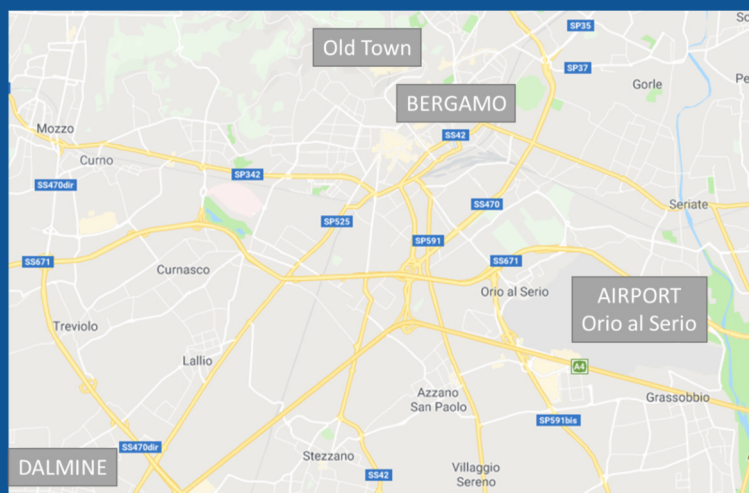 SP35
Old Town
SP37
Gorle
BERGAMO
Mozzo
SS42
Curno
SP342
SS470dir
SS470
Seriate
SP525
SP591
SS671
SS671
Curnasco
Orio al Serio
AIRPORT
Orio al Serio
Treviolo
Lallio
A4
Azzano
San Paolo
Grassobbio
SP591bis
SS470dir
Stezzano
DALMINE
Villaggio
Sereno
SS42